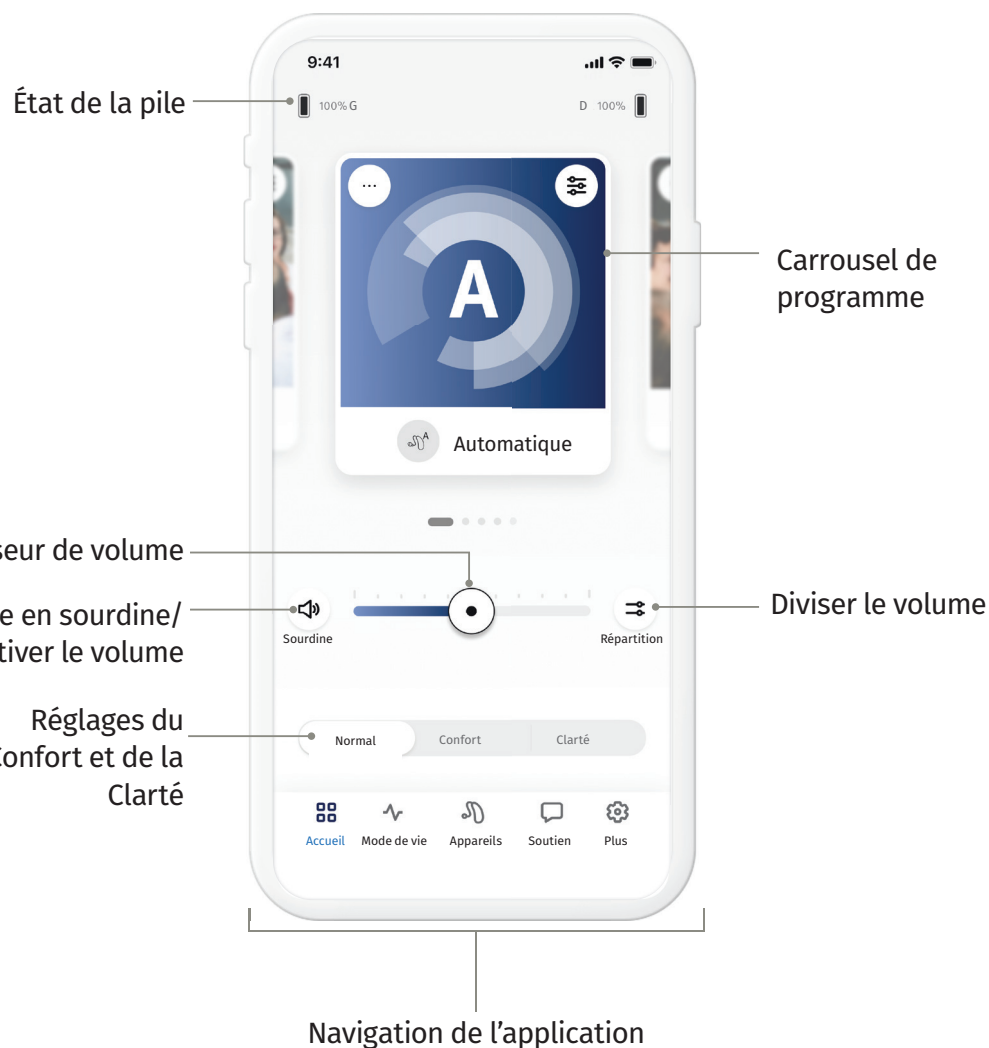 9:41
État de la pile
100% G
D 100%
A
Carrousel de
programme
A
Automatique
seur de volume
e en sourdine/
tiver le volume
Sourdine
Répartition
Diviser le volume
Réglages du
Confort et de la
Clarté
Normal
Confort
Clarté
Accueil
Mode de vie
Appareils
Soutien
Plus
Navigation de l'application